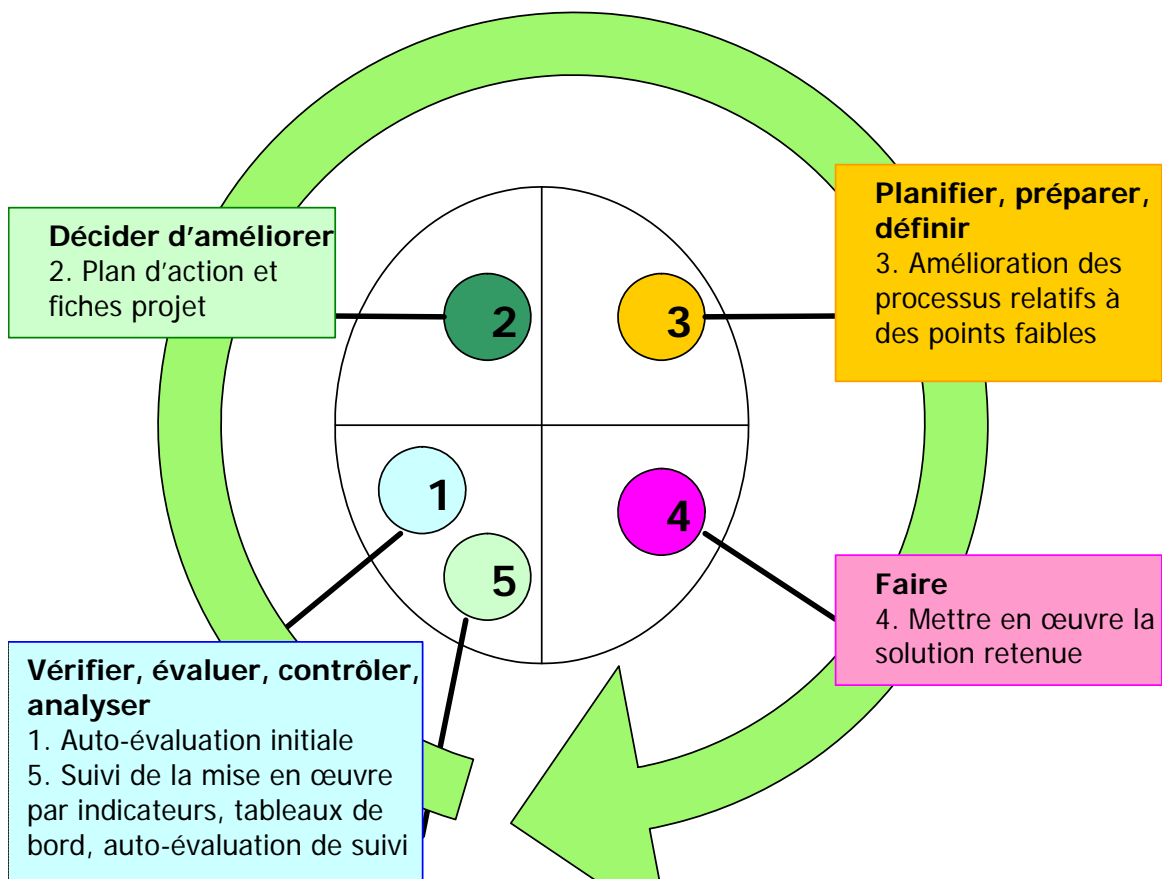 Décider d'améliorer
2. Plan d'action et
fiches projet
Planifier, préparer,
définir
3. Amélioration des
processus relatifs à
des points faibles
2
3
1
4
5
Faire
4. Mettre en œuvre la
solution retenue
Vérifier, évaluer, contrôler,
analyser
1. Auto-évaluation initiale
5. Suivi de la mise en œuvre
par indicateurs, tableaux de
bord, auto-évaluation de suivi